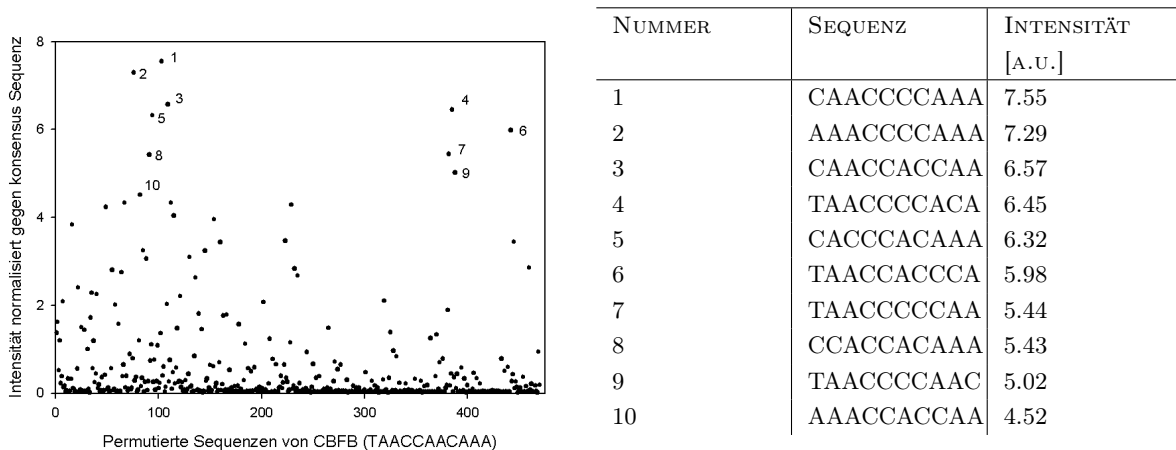 Intensität normalisiert gegen konsensus Sequenz
8
6
4
2
0
1
2
3
4
5
6
7
8
9
10
0 100 200 300 400
Permutierte Sequenzen von CBFB (TAACCAACAAA)
NUMMER SEQUENZ INTENSITÄT
[A.U.]
1 CAACCCCAAA 7.55
2 AAACCCCAAA 7.29
3 CAACCACCAA 6.57
4 TAACCCCACA 6.45
5 CACCCACAAA 6.32
6 TAACCACCCA 5.98
7 TAACCCCCAA 5.44
8 CCACCACAAA 5.43
9 TAACCCCAAC 5.02
10 AAACCACCAA 4.52